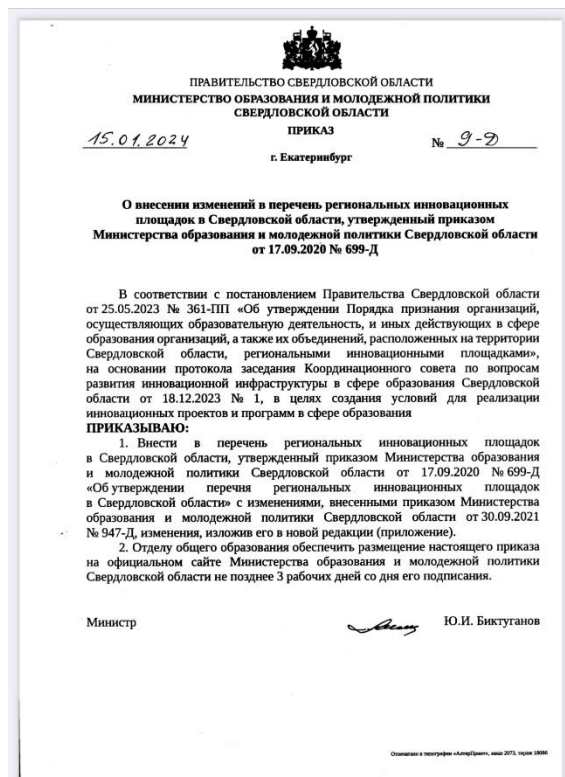 ПРАВИТЕЛЬСТВО СВЕРДЛОВСКОЙ ОБЛАСТИ
МИНИСТЕРСТВО ОБРАЗОВАНИЯ И МОЛОДЕЖНОЙ ПОЛИТИКИ
СВЕРДЛОВСКОЙ ОБЛАСТИ
ПРИКАЗ
15.01.2024 № 9-Д
г. Екатеринбург
О внесении изменений в перечень региональных инновационных
площадок в Свердловской области, утвержденный приказом
Министерства образования и молодежной политики Свердловской области
от 17.09.2020 № 699-Д
В соответствии с постановлением Правительства Свердловской области
от 25.05.2023 № 361-ПП «Об утверждении Порядка признания организаций,
осуществляющих образовательную деятельность, и иных действующих в сфере
образования организаций, а также их объединений, расположенных на территории
Свердловской области, региональными инновационными площадками»,
на основании протокола заседания Координационного совета по вопросам
развития инновационной инфраструктуры в сфере образования Свердловской
области от 18.12.2023 № 1, в целях создания условий для реализации
инновационных проектов и программ в сфере образования
ПРИКАЗЫВАЮ:
1. Внести в перечень региональных инновационных площадок
в Свердловской области, утвержденный приказом Министерства образования
и молодежной политики Свердловской области от 17.09.2020 № 699-Д
«Об утверждении перечня региональных инновационных площадок
в Свердловской области» с изменениями, внесенными приказом Министерства
образования и молодежной политики Свердловской области от 30.09.2021
№ 947-Д, изменения, изложив его в новой редакции (приложение).
2. Отделу общего образования обеспечить размещение настоящего приказа
на официальном сайте Министерства образования и молодежной политики
Свердловской области не позднее 3 рабочих дней со дня его подписания.
Министр Ю.И. Биктуганов
Отпечатано в типографии «АлтерПринт», заказ 2073, тираж 10000